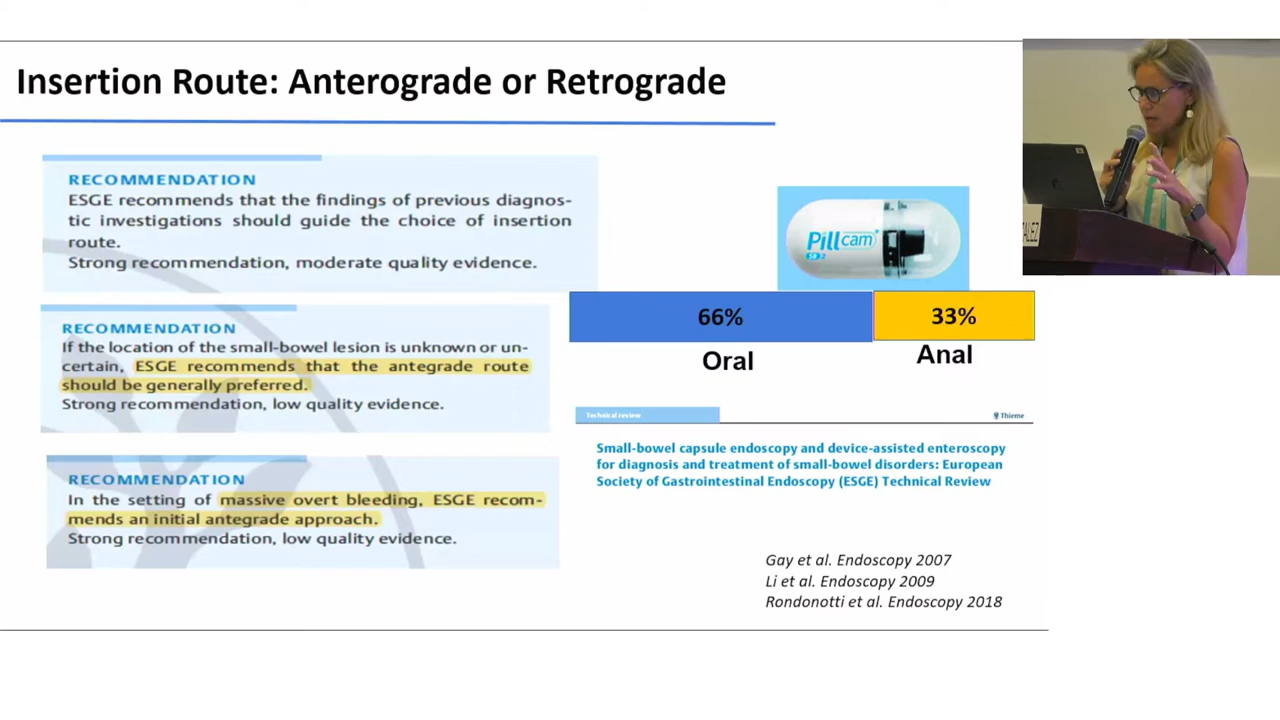 Insertion Route: Anterograde or Retrograde
RECOMMENDATION
ESGE recommends that the findings of previous diagnos-
tic investigations should guide the choice of insertion
route.
Strong recommendation, moderate quality evidence.
RECOMMENDATION
If the location of the small-bowel lesion is unknown or un-
certain, ESGE recommends that the antegrade route
should be generally preferred.
Strong recommendation, low quality evidence.
RECOMMENDATION
In the setting of massive overt bleeding, ESGE recom-
mends an initial antegrade approach.
Strong recommendation, low quality evidence.
Pillcam
SB 2
66%
33%
Oral
Anal
Technical review
Thieme
Small-bowel capsule endoscopy and device-assisted enteroscopy
for diagnosis and treatment of small-bowel disorders: European
Society of Gastrointestinal Endoscopy (ESGE) Technical Review
Gay et al. Endoscopy 2007
Li et al. Endoscopy 2009
Rondonotti et al. Endoscopy 2018